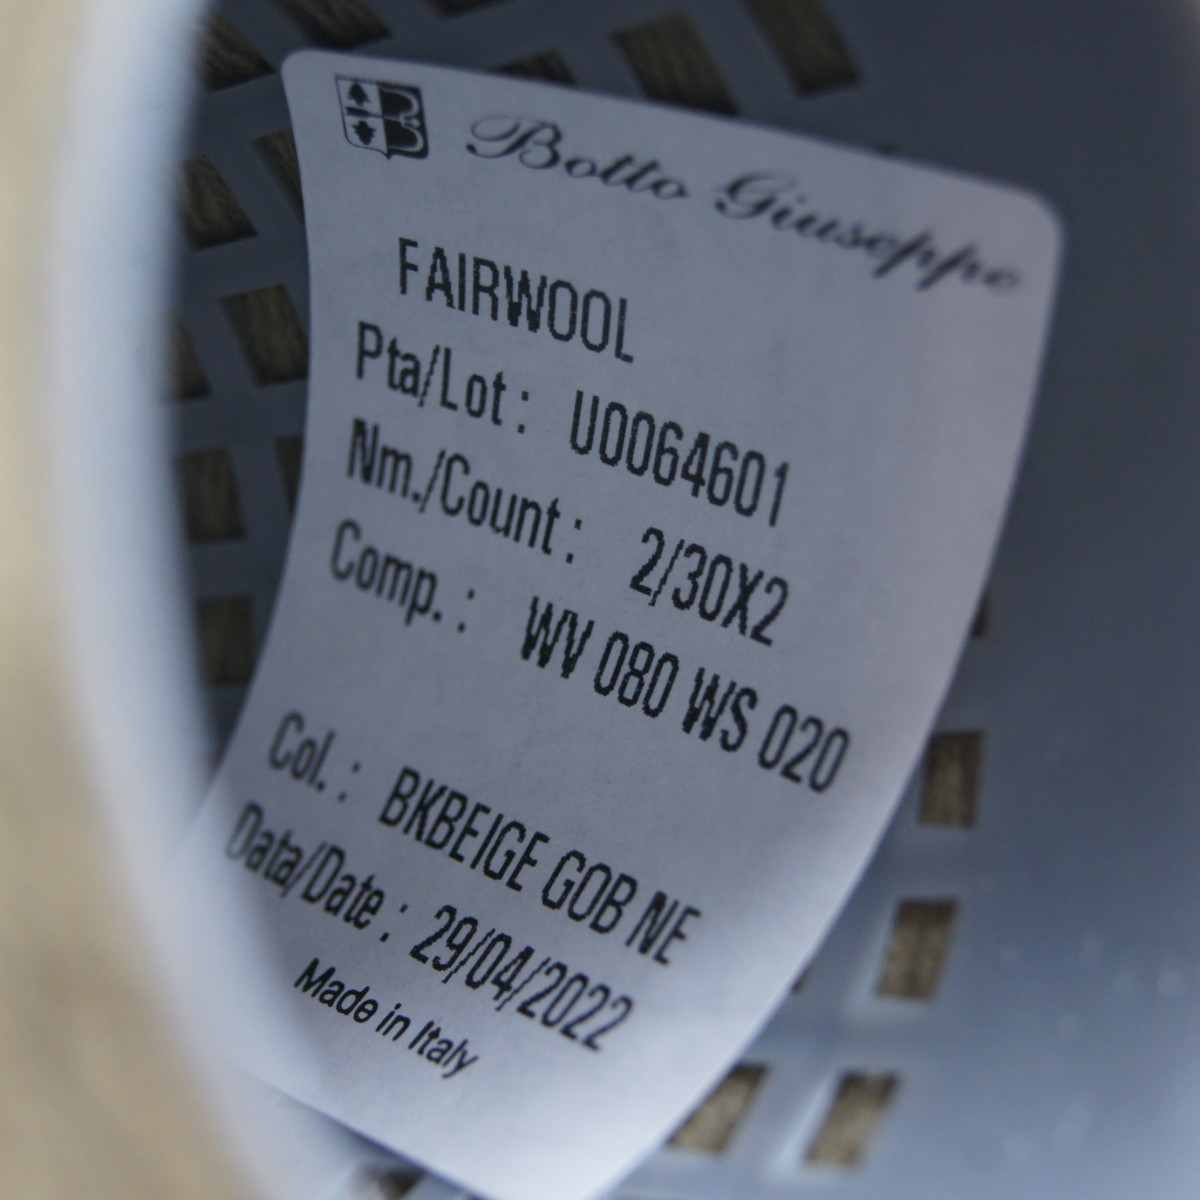 Botto Giuseppe
FAIRWOOL
Pta/Lot : U0064601
Nm./Count : 2/30X2
Comp. : WV 080 WS 020
Col. : BKBEIGE GOB NE
Data/Date : 29/04/2022
Made in Italy